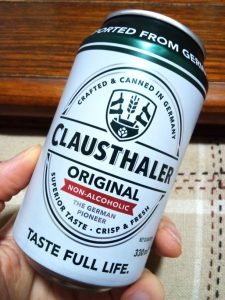 PORTED FROM GER
CRAFTED & CANNED IN GERMANY
CLAUSTHALER
ORIGINAL
NON-ALCOHOLIC
THE GERMAN
PIONEER
SUPERIOR TASTE · CRISP & FRESH
TASTE FULL LIFE.